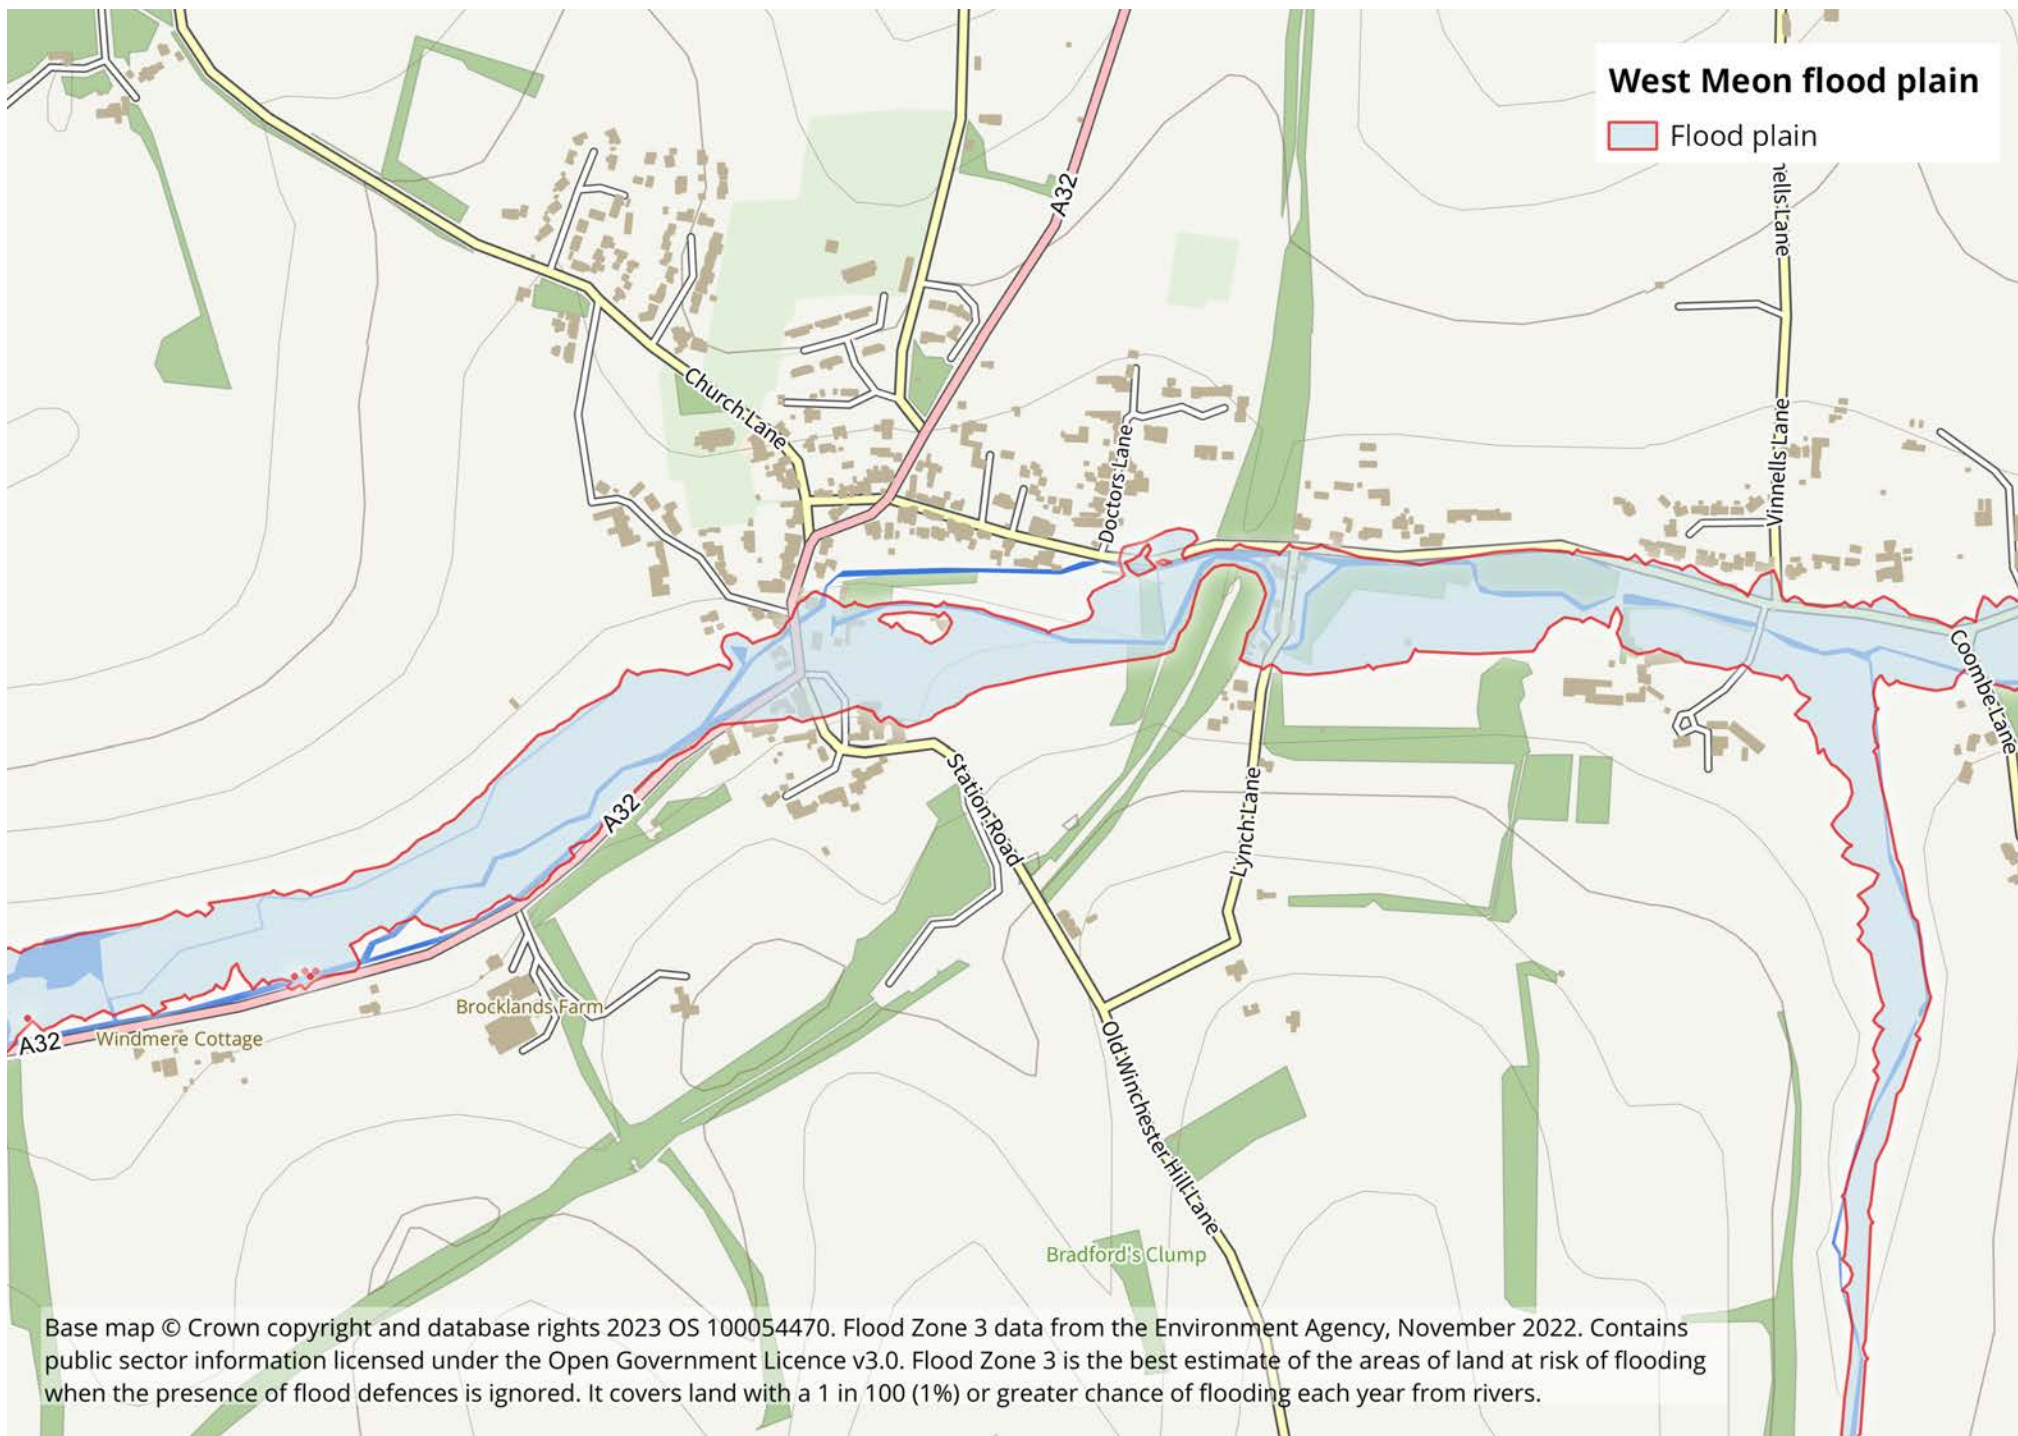 West Meon flood plain
Flood plain
A32
nells Lane
Church Lane
Doctors Lane
Vinnells Lane
Coombe Lane
Station Road
A32
Lynch Lane
Brocklands Farm
A32
Windmere Cottage
Old Winchester Hill Lane
Bradford's Clump
Base map © Crown copyright and database rights 2023 OS 100054470. Flood Zone 3 data from the Environment Agency, November 2022. Contains
public sector information licensed under the Open Government Licence v3.0. Flood Zone 3 is the best estimate of the areas of land at risk of flooding
when the presence of flood defences is ignored. It covers land with a 1 in 100 (1%) or greater chance of flooding each year from rivers.